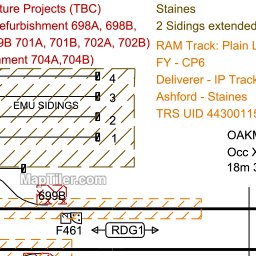 ture Projects (TBC)
efurbishment 698A, 698B,
9B 701A, 701B, 702A, 702B)
nment 704A,704B)
Staines
2 Sidings extended
RAM Track: Plain L
FY - CP6
Deliverer - IP Track
Ashford - Staines
TRS UID 44300115
4
3
EMU SIDINGS
2
1
OAKM
Occ X
18m 3
MapTiler.com
699B
F461
RDG1